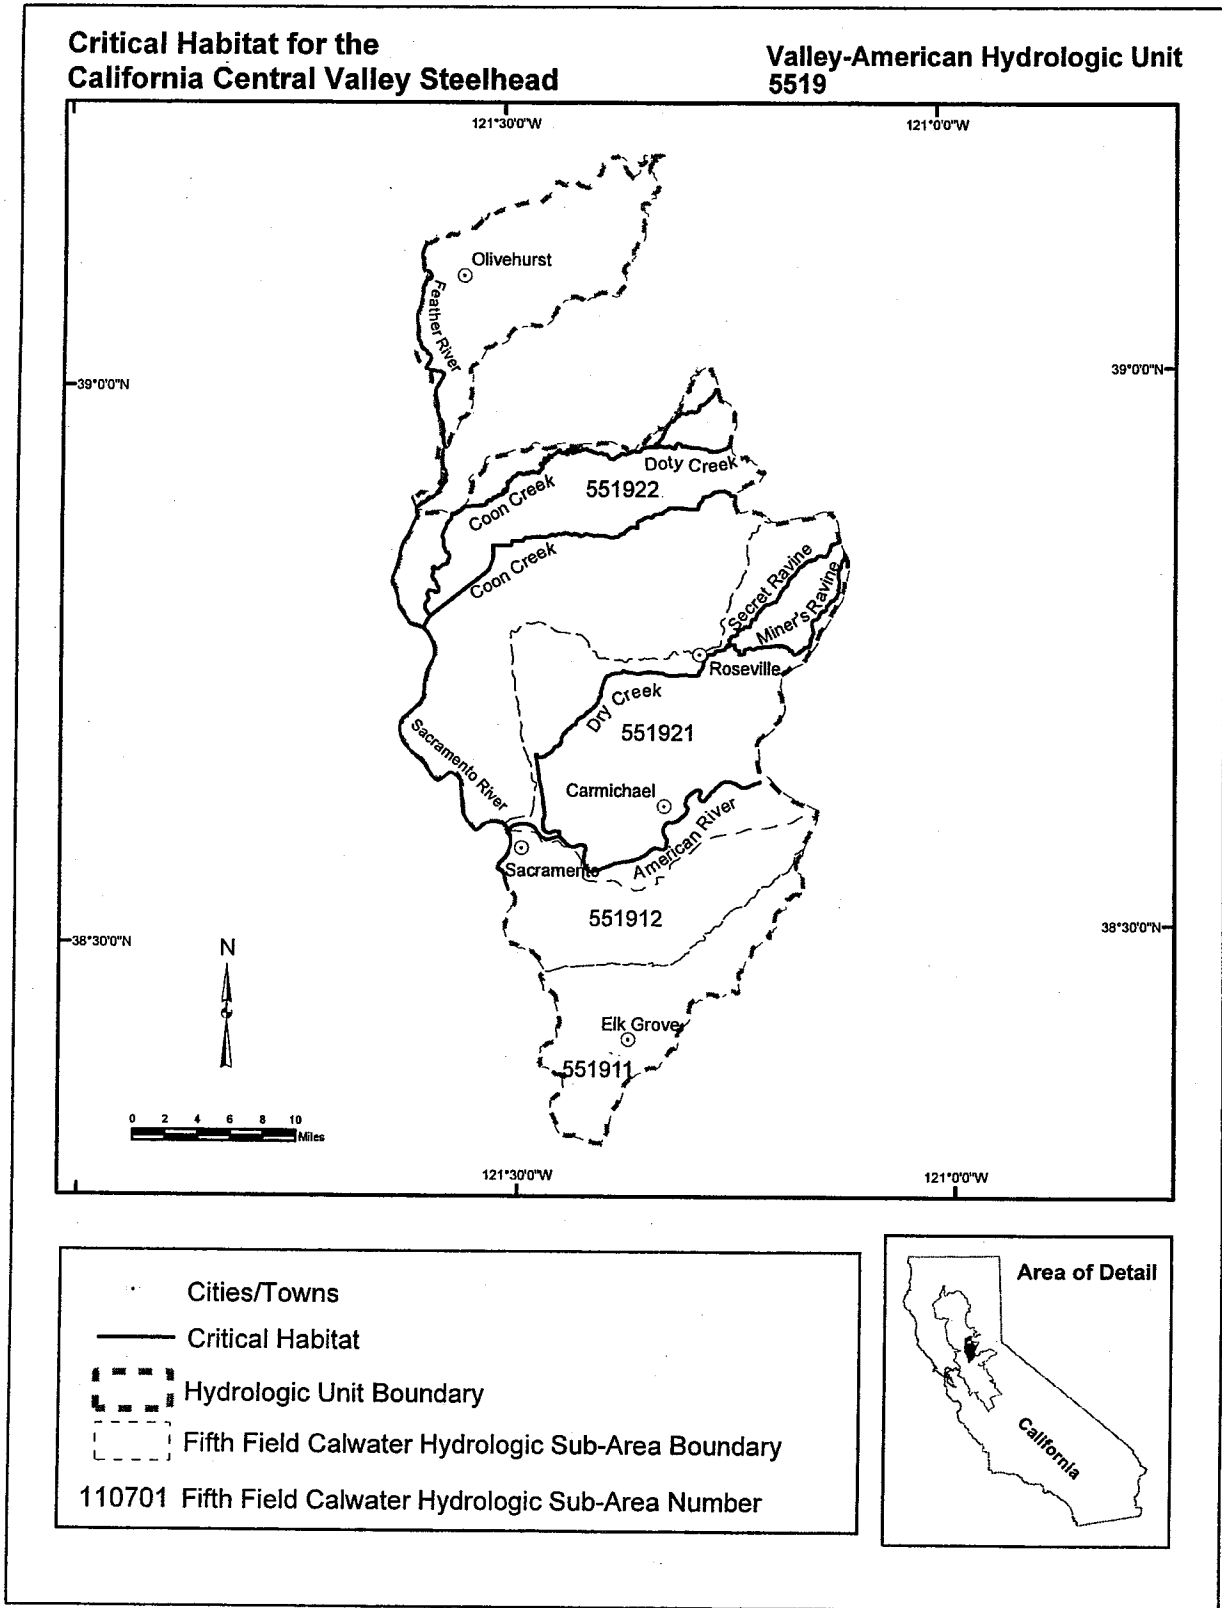 Critical Habitat for the
California Central Valley Steelhead
Valley-American Hydrologic Unit
5519
121°30'0"W
121°0'0"W
Olivehurst
Feather River
39°0'0"N
39°0'0"N
Doty Creek
Coon Creek
551922
Coon Creek
Secret Ravine
Miner's Ravine
Roseville
Dry Creek
551921
Sacramento River
Carmichael
American River
Sacramento
551912
38°30'0"N
38°30'0"N
N
Elk Grove
551911
0 2 4 6 8 10
Miles
121°30'0"W
121°0'0"W
Cities/Towns
Critical Habitat
Hydrologic Unit Boundary
Fifth Field Calwater Hydrologic Sub-Area Boundary
110701 Fifth Field Calwater Hydrologic Sub-Area Number
Area of Detail
California